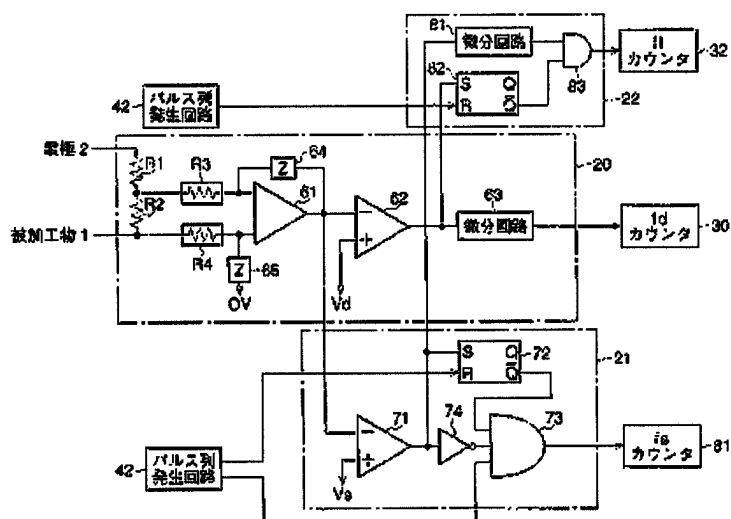 81
微分回路
82
S Q
R Q
83
22
il
カウンタ
32
42
パルス列
発生回路
電極2
R1
R2
R3
R4
64
Z
61
Z
65
0V
62
Vd
63
微分回路
20
1d
カウンタ
30
被加工物1
S Q
R Q
72
21
71
Vs
74
73
is
カウンタ
81
42
パルス列
発生回路